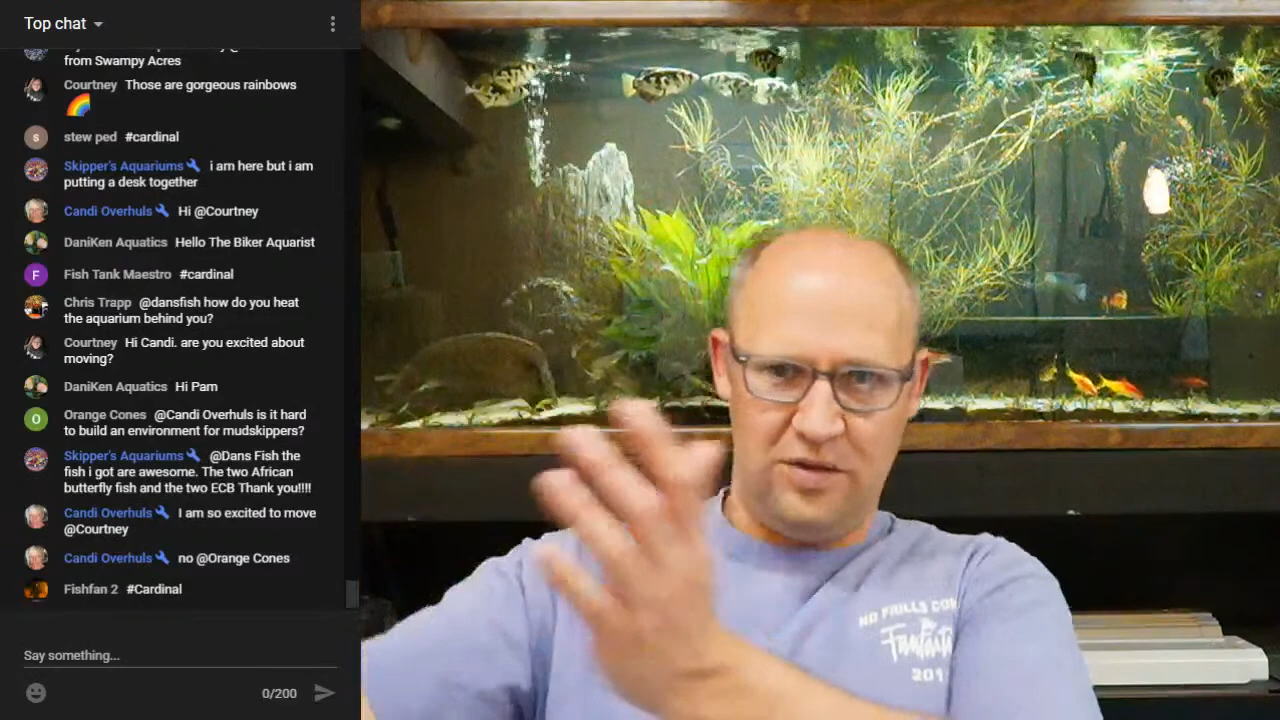 Top chat
from Swampy Acres
Courtney Those are gorgeous rainbows
s stew ped #cardinal
Skipper's Aquariums i am here but i am
putting a desk together
Candi Overhuls Hi @Courtney
DaniKen Aquatics Hello The Biker Aquarist
F Fish Tank Maestro #cardinal
Chris Trapp @dansfish how do you heat
the aquarium behind you?
Courtney Hi Candi. are you excited about
moving?
DaniKen Aquatics Hi Pam
O Orange Cones @Candi Overhuls is it hard
to build an environment for mudskippers?
Skipper's Aquariums @Dans Fish the
fish i got are awesome. The two African
butterfly fish and the two ECB Thank you!!!!
Candi Overhuls I am so excited to move
@Courtney
Candi Overhuls no @Orange Cones
Fishfan 2 #Cardinal
Say something...
0/200
NO FRILLS CON
201